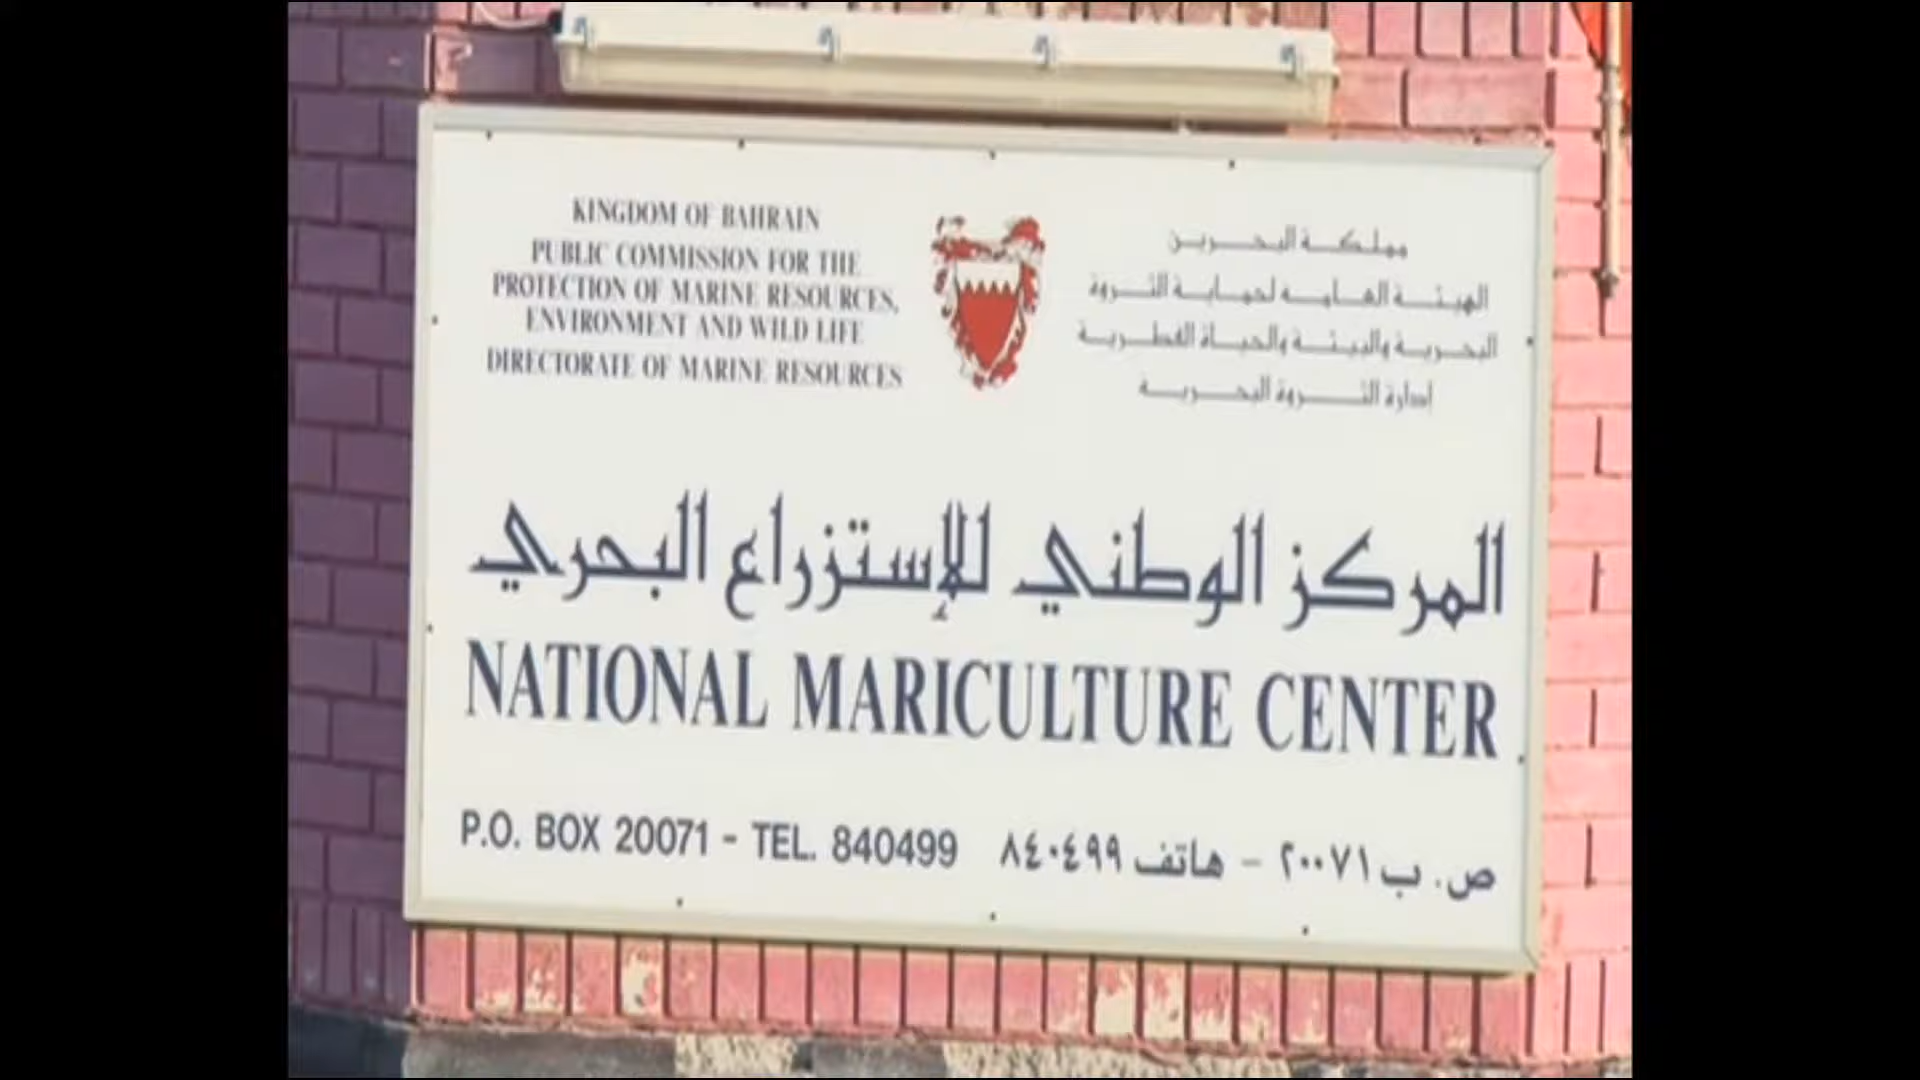 KINGDOM OF BAHRAIN
PUBLIC COMMISSION FOR THE
PROTECTION OF MARINE RESOURCES,
ENVIRONMENT AND WILD LIFE
DIRECTORATE OF MARINE RESOURCES
مملكة البحرين
الهيئة العامة لحماية الثروة
البحرية والبيئة والحياة الفطرية
إدارة الثروة البحرية
المركز الوطني للإستزراع البحري
NATIONAL MARICULTURE CENTER
P.O. BOX 20071 - TEL. 840499
ص. ب ٢٠٠٧١ - هاتف ٨٤٠٤٩٩